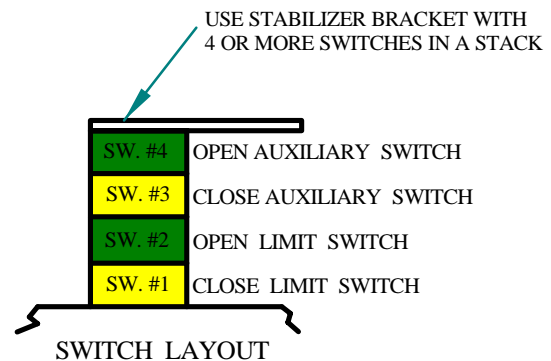 USE STABILIZER BRACKET WITH
4 OR MORE SWITCHES IN A STACK
SW. #4 OPEN AUXILIARY SWITCH
SW. #3 CLOSE AUXILIARY SWITCH
SW. #2 OPEN LIMIT SWITCH
SW. #1 CLOSE LIMIT SWITCH
SWITCH LAYOUT